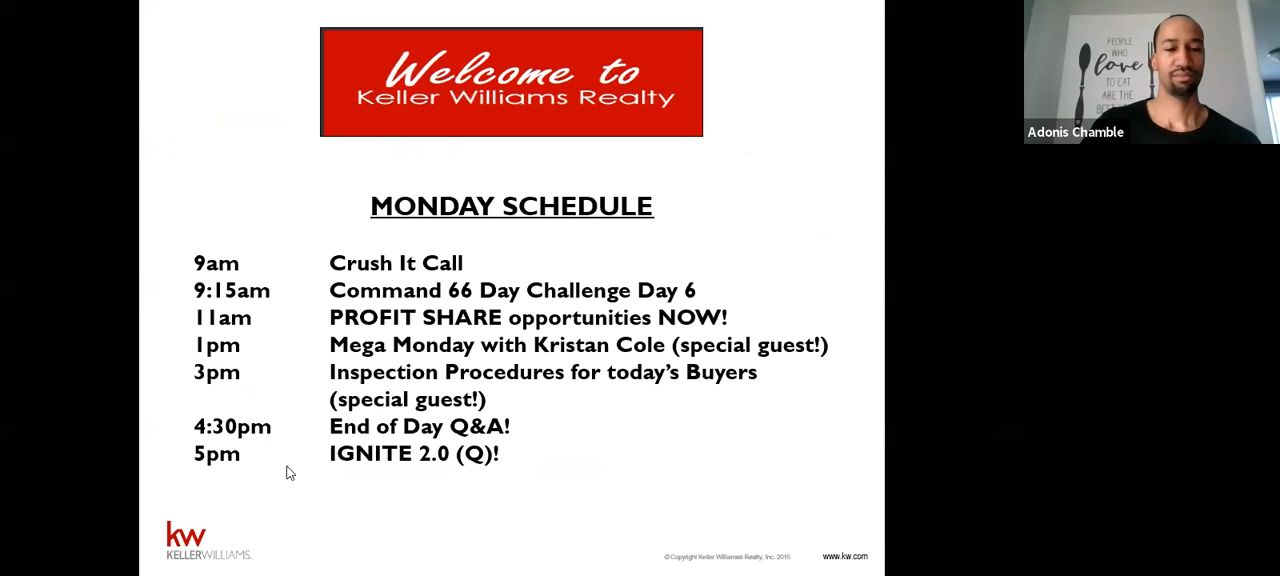 Welcome to
Keller Williams Realty
MONDAY SCHEDULE
9am Crush It Call
9:15am Command 66 Day Challenge Day 6
11am PROFIT SHARE opportunities NOW!
1pm Mega Monday with Kristan Cole (special guest!)
3pm Inspection Procedures for today's Buyers
(special guest!)
4:30pm End of Day Q&A!
5pm IGNITE 2.0 (Q)!
kw
KELLERWILLIAMS.
© Copyright Keller Williams® Realty, Inc. 2015
www.kw.com
PEOPLE
WHO
love
TO EAT
ARE THE
Adonis Chamble